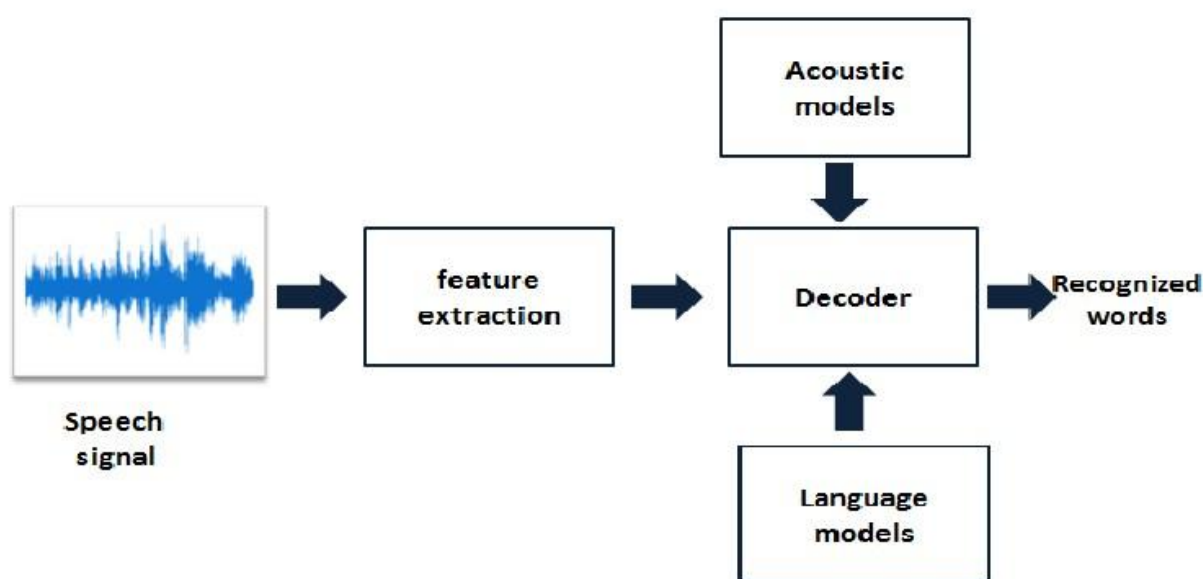 Acoustic
models
feature
extraction
Decoder
Recognized
words
Speech
signal
Language
models